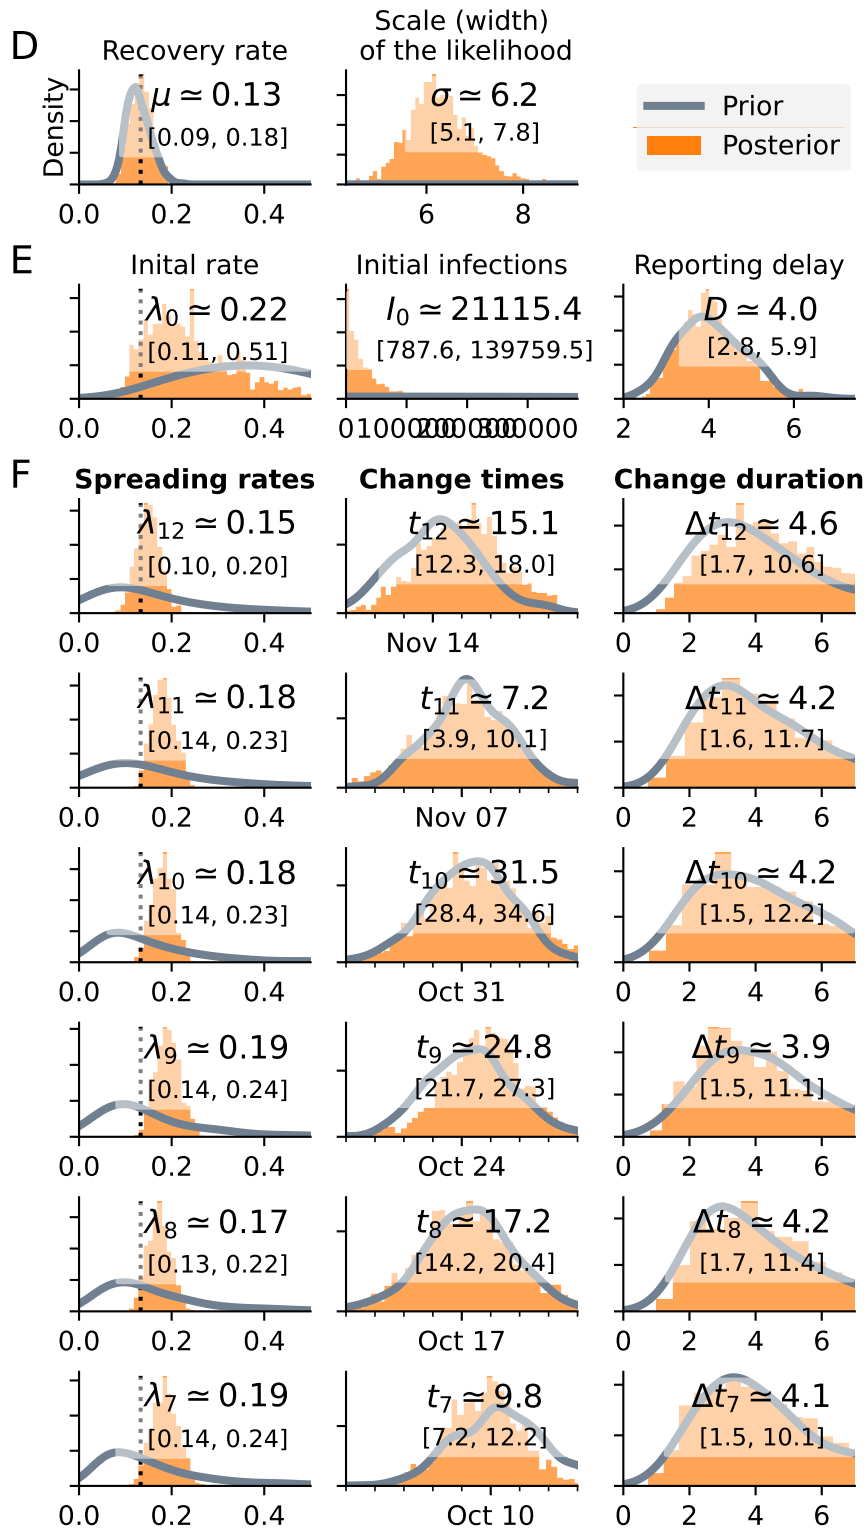 D
Recovery rate
Scale (width)
of the likelihood
Density
μ ≃ 0.13
[0.09, 0.18]
0.0 0.2 0.4
σ ≃ 6.2
[5.1, 7.8]
6 8
Prior
Posterior
E
Inital rate
λ0 ≃ 0.22
[0.11, 0.51]
0.0 0.2 0.4
Initial infections
I0 ≃ 21115.4
[787.6, 139759.5]
0 100000 200000 300000
Reporting delay
D ≃ 4.0
[2.8, 5.9]
2 4 6
F
Spreading rates Change times Change duration
λ12 ≃ 0.15
[0.10, 0.20]
0.0 0.2 0.4
t12 ≃ 15.1
[12.3, 18.0]
Nov 14
Δt12 ≃ 4.6
[1.7, 10.6]
0 2 4 6
λ11 ≃ 0.18
[0.14, 0.23]
0.0 0.2 0.4
t11 ≃ 7.2
[3.9, 10.1]
Nov 07
Δt11 ≃ 4.2
[1.6, 11.7]
0 2 4 6
λ10 ≃ 0.18
[0.14, 0.23]
0.0 0.2 0.4
t10 ≃ 31.5
[28.4, 34.6]
Oct 31
Δt10 ≃ 4.2
[1.5, 12.2]
0 2 4 6
λ9 ≃ 0.19
[0.14, 0.24]
0.0 0.2 0.4
t9 ≃ 24.8
[21.7, 27.3]
Oct 24
Δt9 ≃ 3.9
[1.5, 11.1]
0 2 4 6
λ8 ≃ 0.17
[0.13, 0.22]
0.0 0.2 0.4
t8 ≃ 17.2
[14.2, 20.4]
Oct 17
Δt8 ≃ 4.2
[1.7, 11.4]
0 2 4 6
λ7 ≃ 0.19
[0.14, 0.24]
0.0 0.2 0.4
t7 ≃ 9.8
[7.2, 12.2]
Oct 10
Δt7 ≃ 4.1
[1.5, 10.1]
0 2 4 6